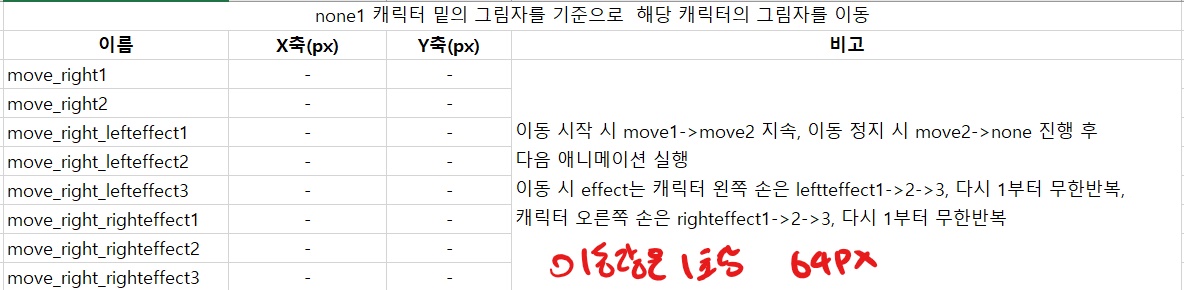 none1 캐릭터 밑의 그림자를 기준으로 해당 캐릭터의 그림자를 이동
이름 X축(px) Y축(px) 비고
move_right1 - -
move_right2 - -
move_right_lefteffect1 - -
move_right_lefteffect2 - -
move_right_lefteffect3 - -
move_right_righteffect1 - -
move_right_righteffect2 - -
move_right_righteffect3 - -
이동 시작 시 move1->move2 지속, 이동 정지 시 move2->none 진행 후
다음 애니메이션 실행
이동 시 effect는 캐릭터 왼쪽 손은 leftteffect1->2->3, 다시 1부터 무한반복,
캐릭터 오른쪽 손은 righteffect1->2->3, 다시 1부터 무한반복
이동량은 1초당 64px